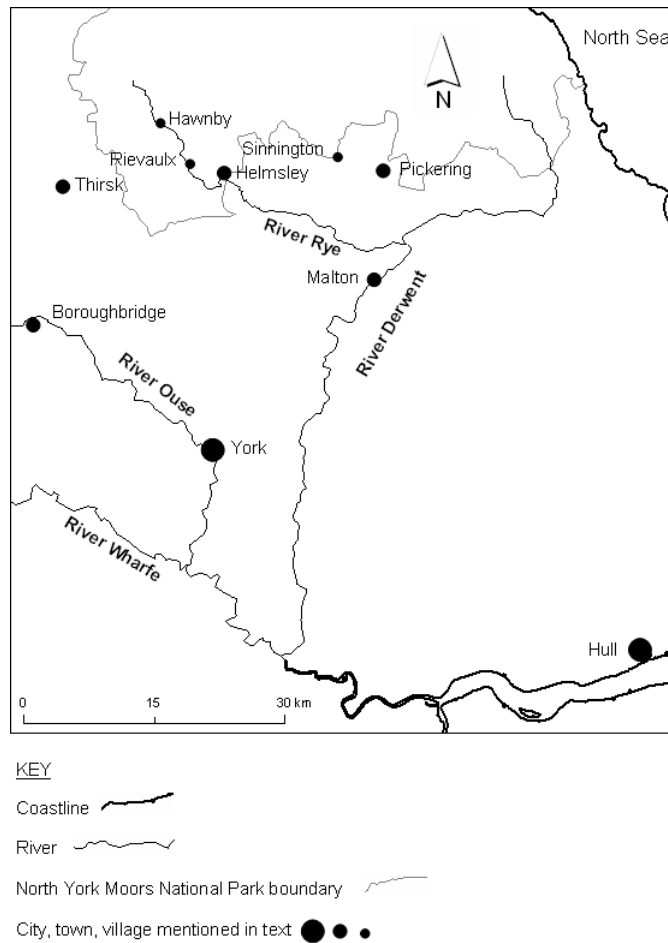 North Sea
N
Hawnby
Rievaulx
Sinnington
Helmsley
Pickering
Thirsk
River Rye
Malton
River Derwent
Boroughbridge
River Ouse
York
River Wharfe
Hull
0 15 30 km
KEY
Coastline
River
North York Moors National Park boundary
City, town, village mentioned in text